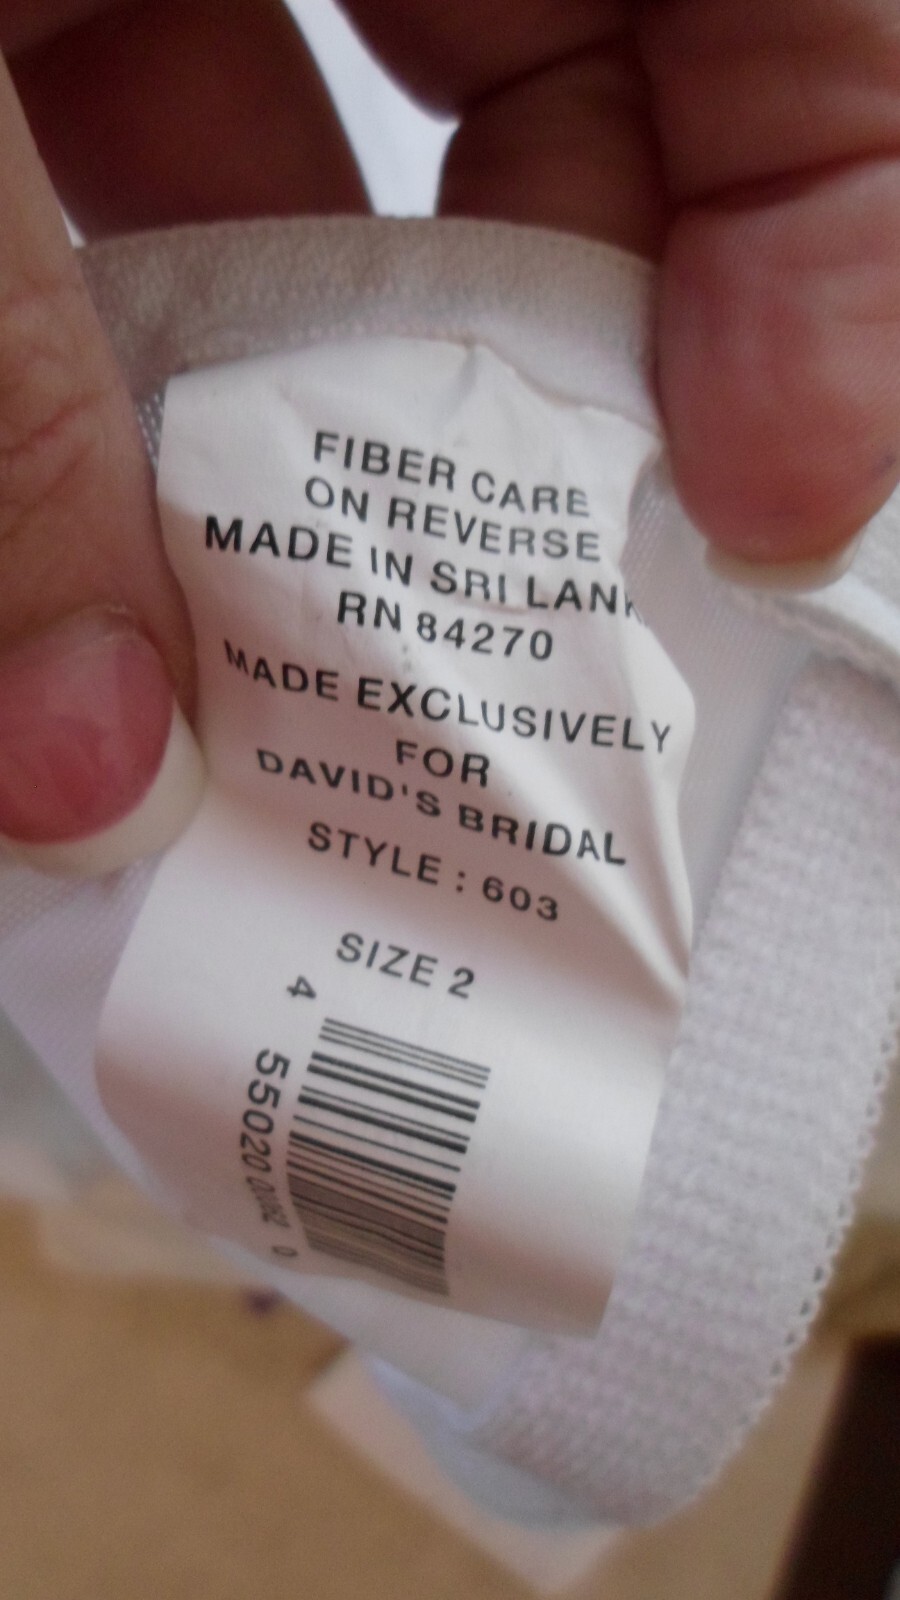 FIBER CARE
ON REVERSE
MADE IN SRI LANK
RN 84270
MADE EXCLUSIVELY
FOR
DAVID'S BRIDAL
STYLE : 603
SIZE 2
4 55020